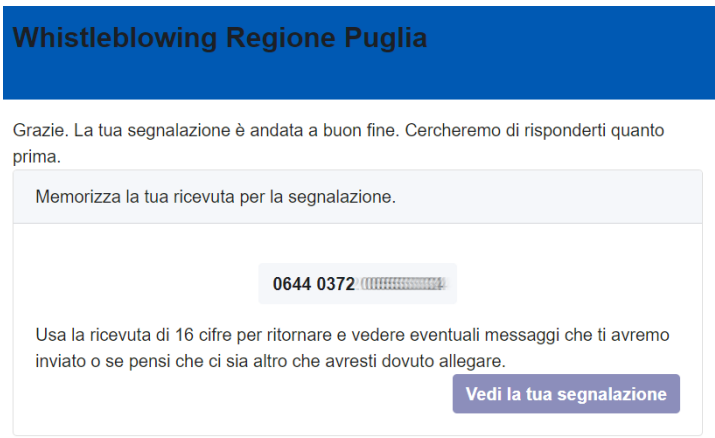 Whistleblowing Regione Puglia
Grazie. La tua segnalazione è andata a buon fine. Cercheremo di risponderti quanto
prima.
Memorizza la tua ricevuta per la segnalazione.
0644 0372
Usa la ricevuta di 16 cifre per ritornare e vedere eventuali messaggi che ti avremo
inviato o se pensi che ci sia altro che avresti dovuto allegare.
Vedi la tua segnalazione